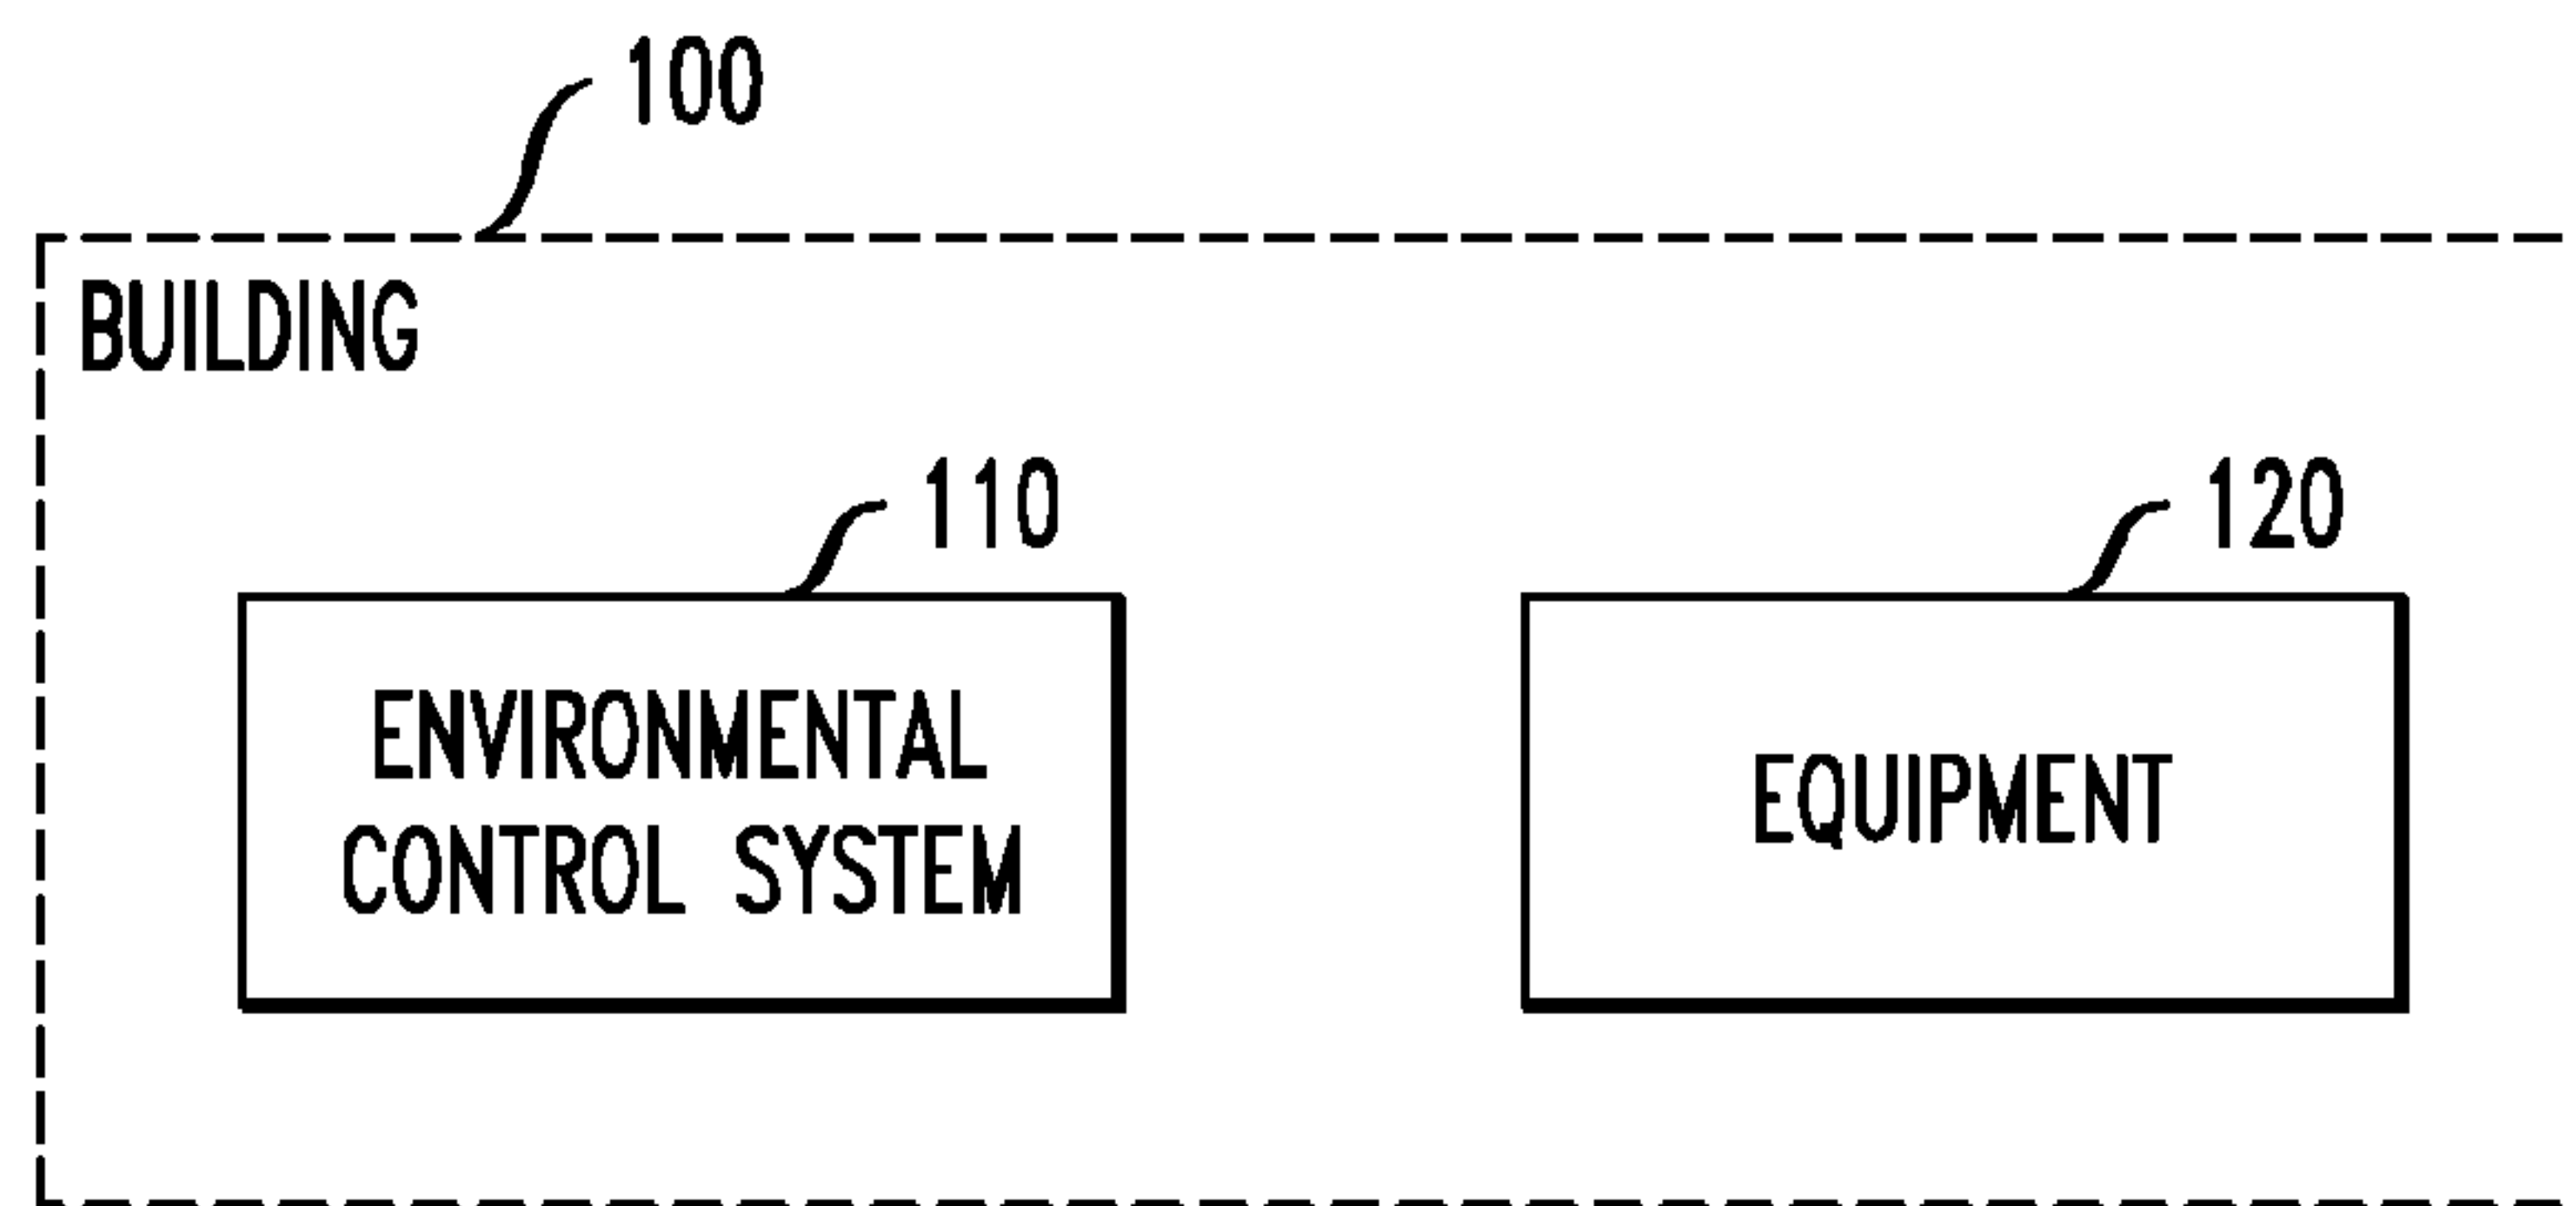 100
BUILDING
110
120
ENVIRONMENTAL
CONTROL SYSTEM
EQUIPMENT